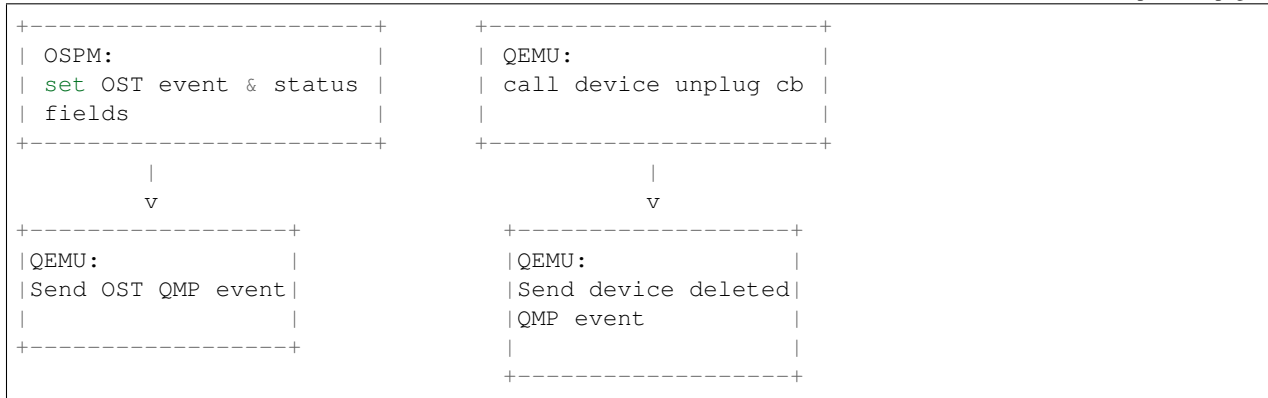 +------------------------+      +-----------------------+
| OSPM:                  |      | QEMU:                 |
| set OST event & status |      | call device unplug cb |
| fields                 |      |                       |
+------------------------+      +-----------------------+
         |                                  |
         v                                  v
+------------------+              +-------------------+
|QEMU:             |              |QEMU:              |
|Send OST QMP event|              |Send device deleted|
|                  |              |QMP event          |
+------------------+              |                   |
                                  +-------------------+